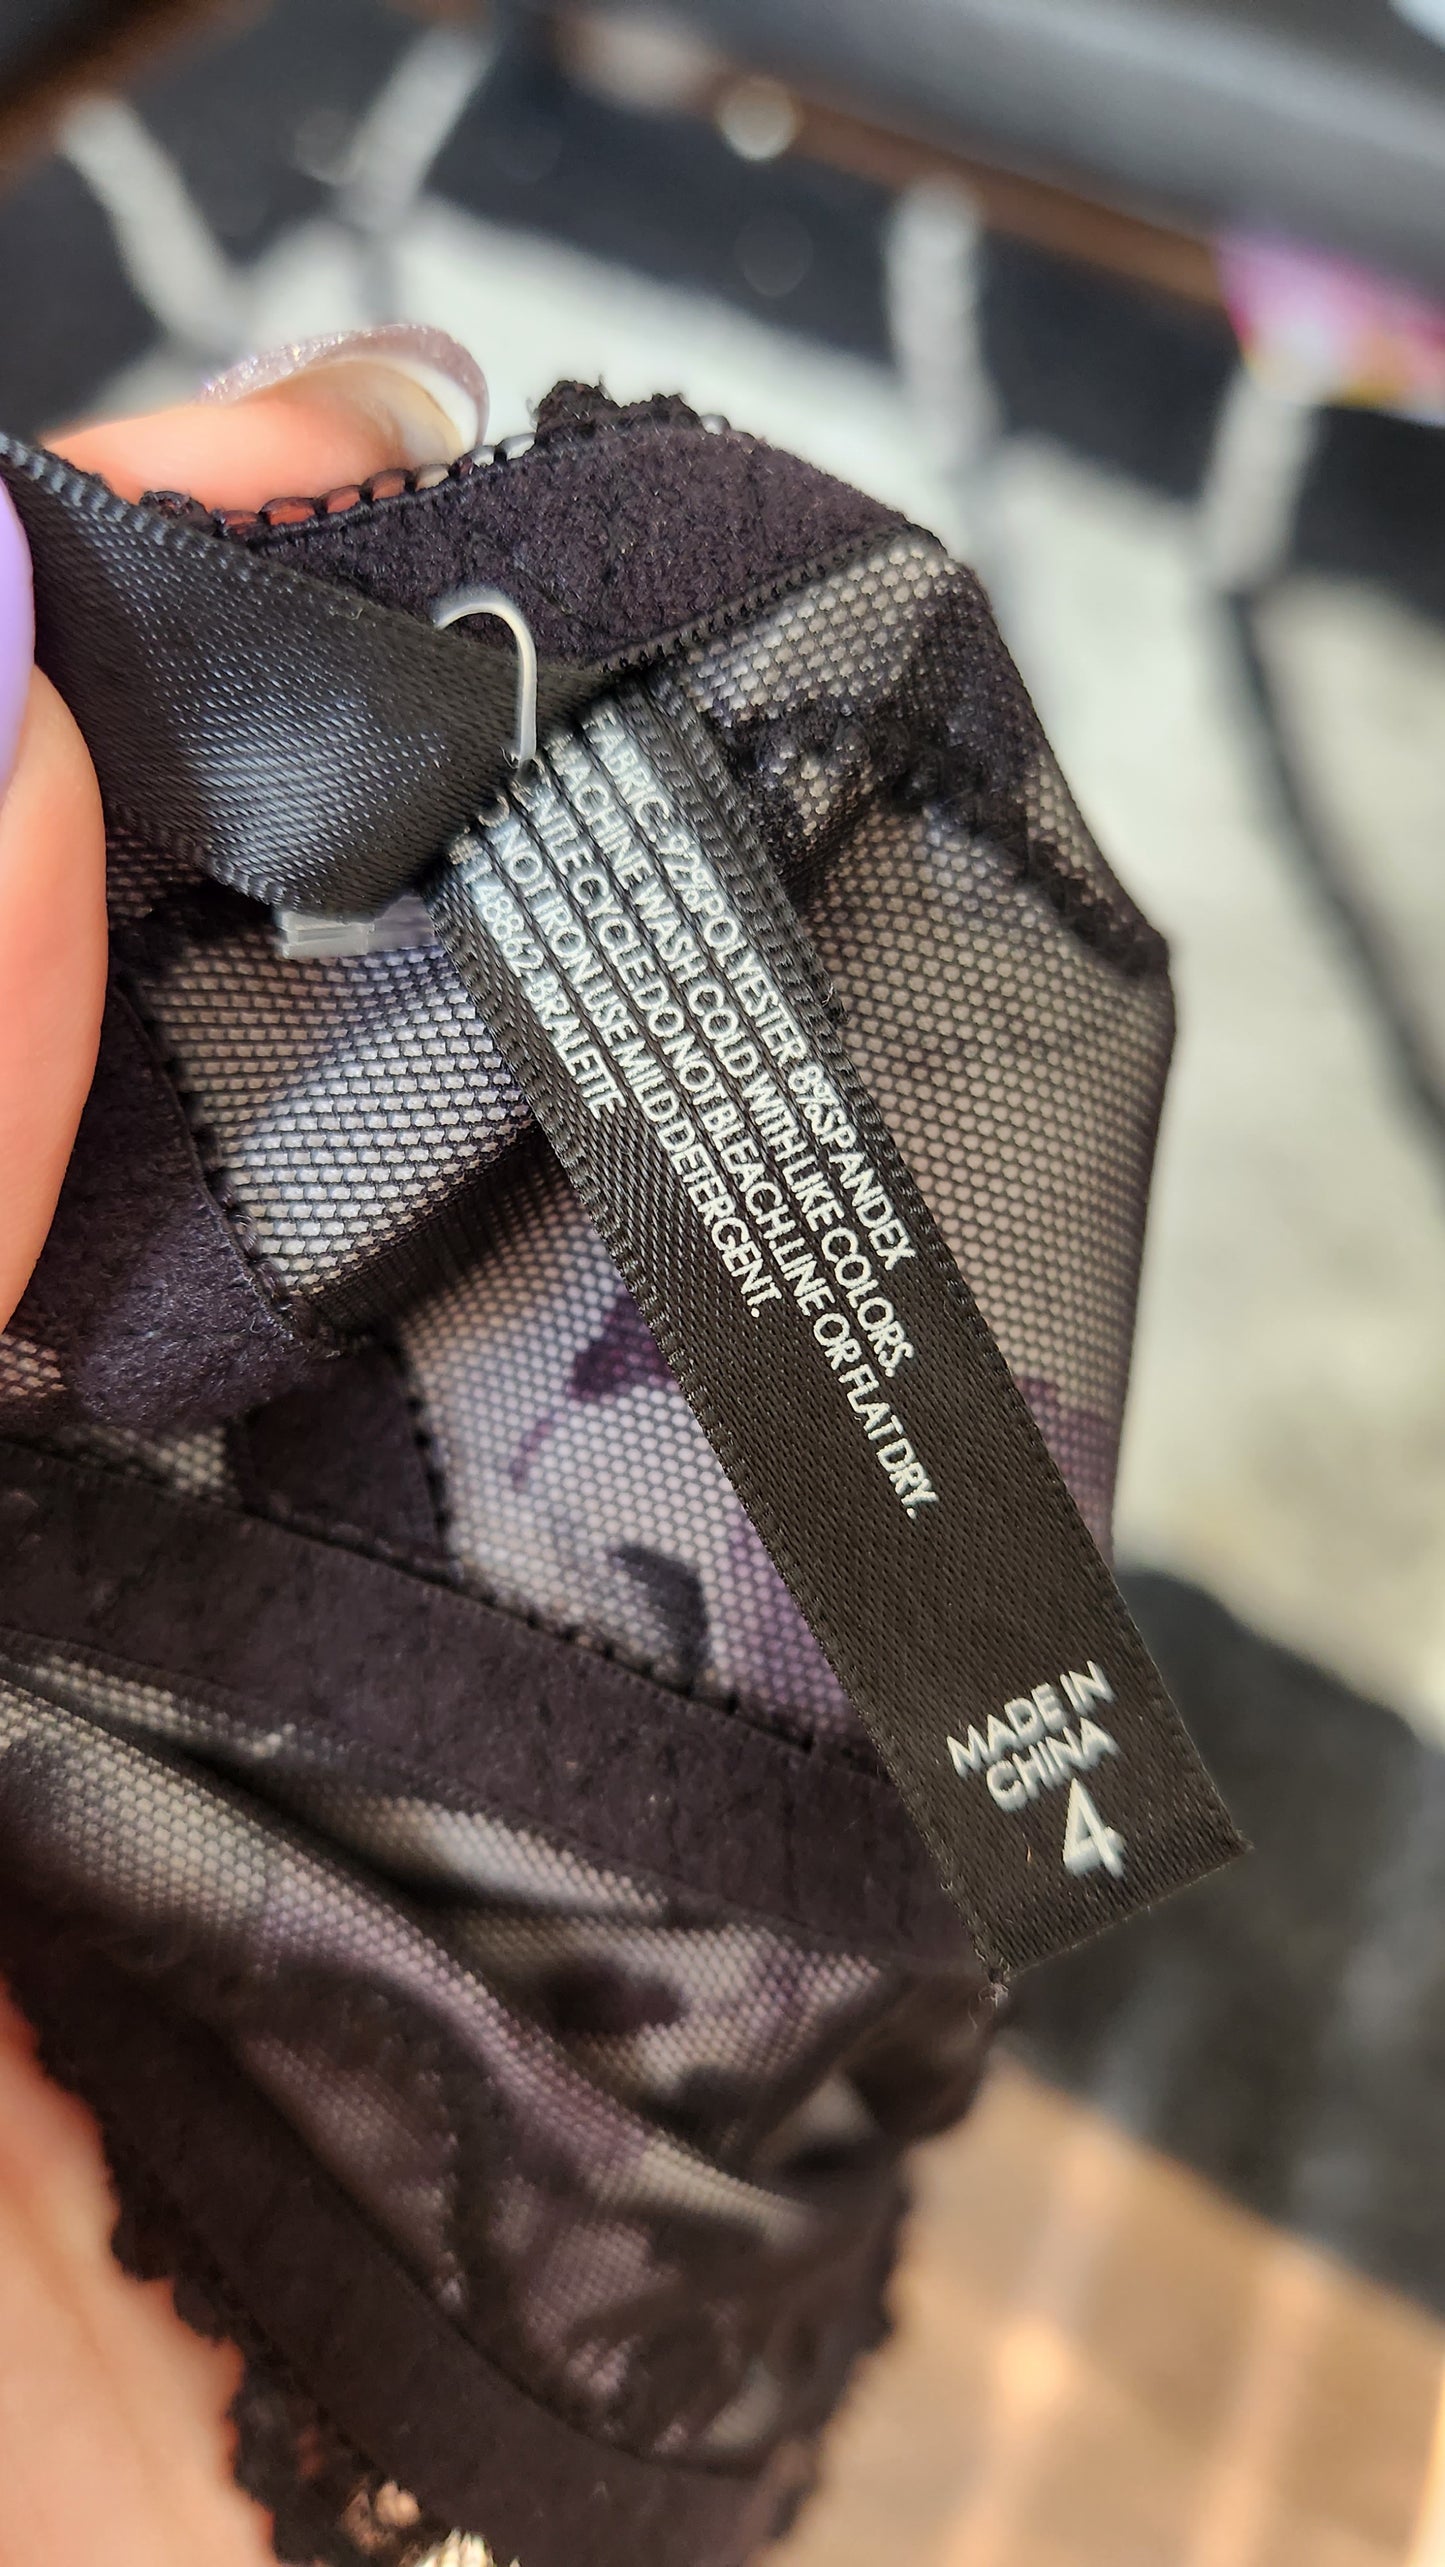 FABRIC: 92%POLYESTER 8%SPANDEX
MACHINE WASH COLD WITH LIKE COLORS.
GENTLE CYCLE.DO NOT BLEACH.LINE OR FLAT DRY.
NOT IRON.USE MILD DETERGENT.
48862-BRALETTE
MADE IN
CHINA
4